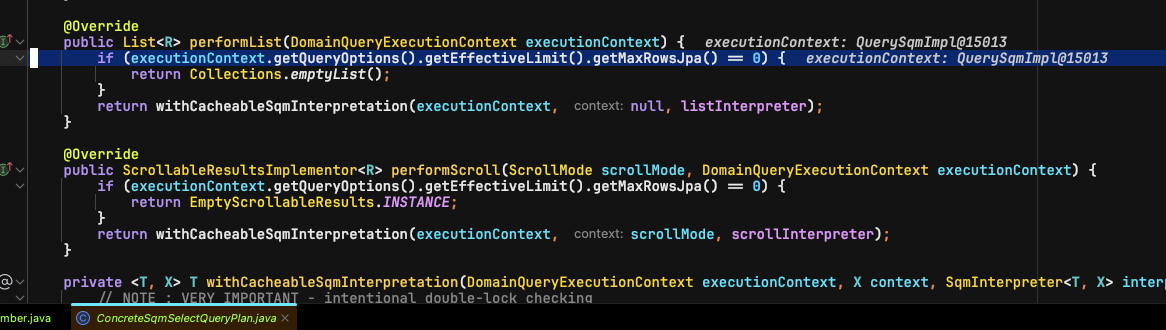 @Override
public List<R> performList(DomainQueryExecutionContext executionContext) {   executionContext: QuerySqmImpl@15013
if (executionContext.getQueryOptions().getEffectiveLimit().getMaxRowsJpa() == 0) {   executionContext: QuerySqmImpl@15013
return Collections.emptyList();
}
return withCacheableSqmInterpretation(executionContext, context: null, listInterpreter);
}
@Override
public ScrollableResultsImplementor<R> performScroll(ScrollMode scrollMode, DomainQueryExecutionContext executionContext) {
if (executionContext.getQueryOptions().getEffectiveLimit().getMaxRowsJpa() == 0) {
return EmptyScrollableResults.INSTANCE;
}
return withCacheableSqmInterpretation(executionContext, context: scrollMode, scrollInterpreter);
}
private <T, X> T withCacheableSqmInterpretation(DomainQueryExecutionContext executionContext, X context, SqmInterpreter<T, X> interp
// NOTE : VERY IMPORTANT - intentional double-lock checking
mber.java
ConcreteSqmSelectQueryPlan.java